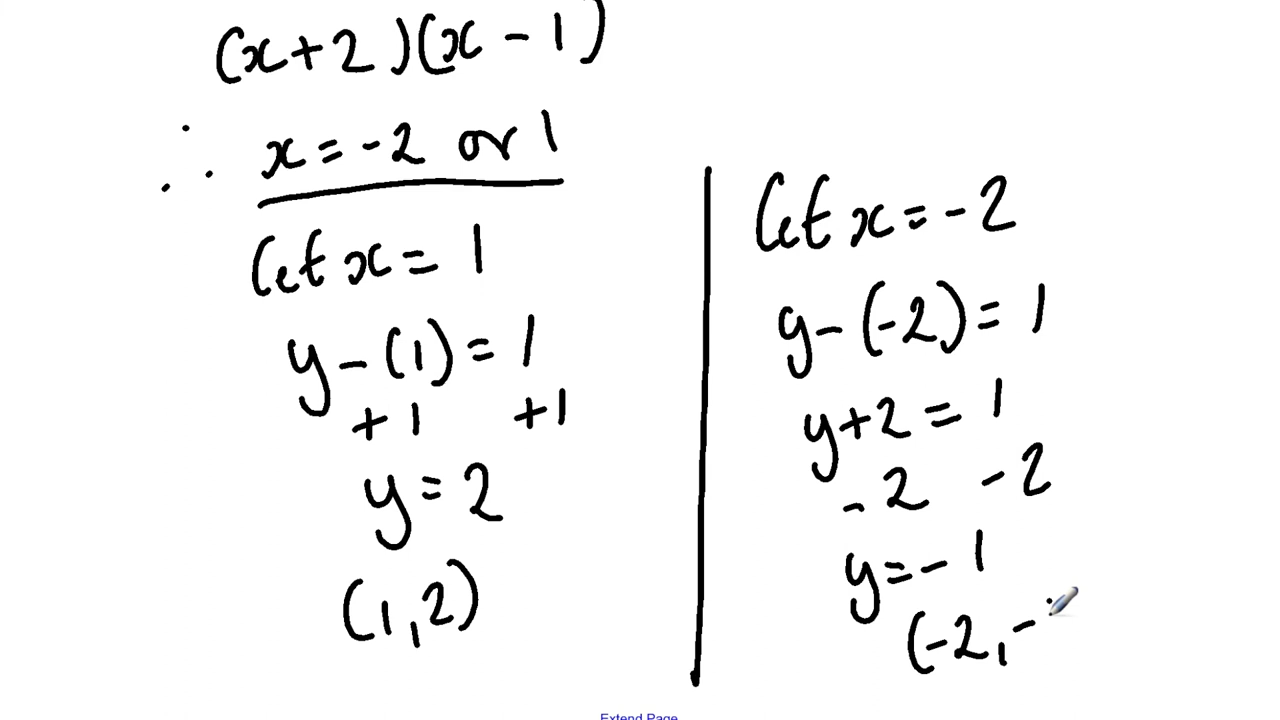 (x+2)(x-1)
∴ x=-2 or 1
let x=1
y-(1)=1
+1 +1
y=2
(1,2)
let x=-2
y-(-2)=1
y+2=1
-2 -2
y=-1
(-2,-
Extend Page